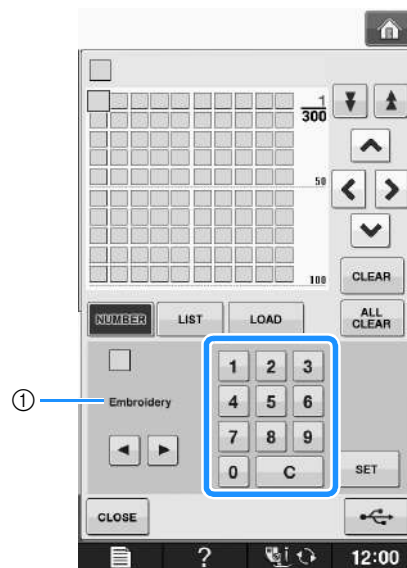 1
300
50
100
CLEAR
NUMBER LIST LOAD ALL CLEAR
1 2 3
① Embroidery 4 5 6
7 8 9
0 C SET
CLOSE
? 12:00